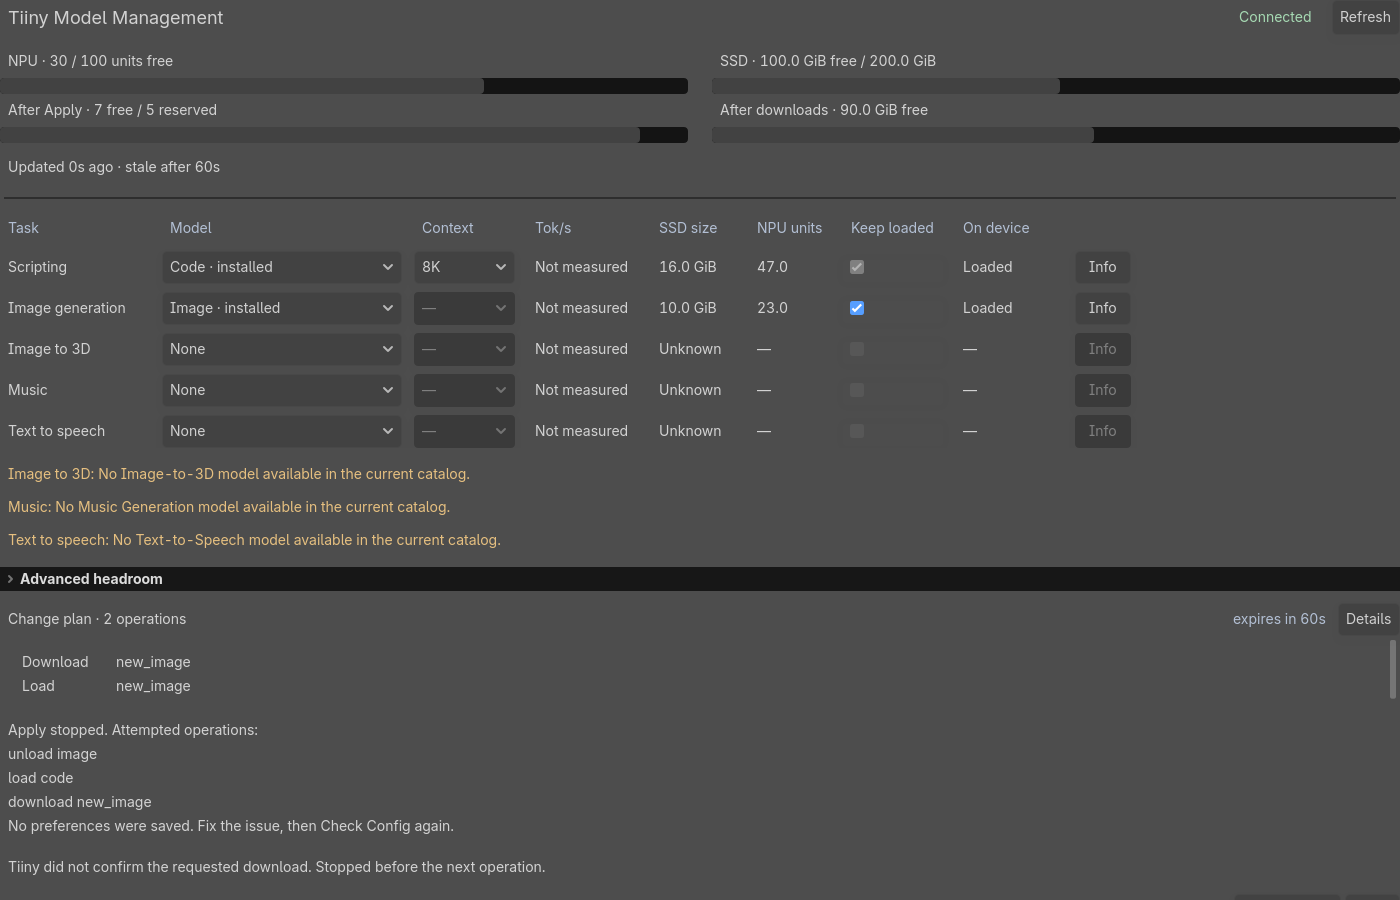 Tiiny Model Management
Connected
Refresh
NPU · 30 / 100 units free
SSD · 100.0 GiB free / 200.0 GiB
After Apply · 7 free / 5 reserved
After downloads · 90.0 GiB free
Updated 0s ago · stale after 60s
Task Model Context Tok/s SSD size NPU units Keep loaded On device
Scripting Code · installed 8K Not measured 16.0 GiB 47.0 Loaded Info
Image generation Image · installed — Not measured 10.0 GiB 23.0 Loaded Info
Image to 3D None — Not measured Unknown — — Info
Music None — Not measured Unknown — — Info
Text to speech None — Not measured Unknown — — Info
Image to 3D: No Image-to-3D model available in the current catalog.
Music: No Music Generation model available in the current catalog.
Text to speech: No Text-to-Speech model available in the current catalog.
Advanced headroom
Change plan · 2 operations
expires in 60s
Details
Download new_image
Load new_image
Apply stopped. Attempted operations:
unload image
load code
download new_image
No preferences were saved. Fix the issue, then Check Config again.
Tiiny did not confirm the requested download. Stopped before the next operation.